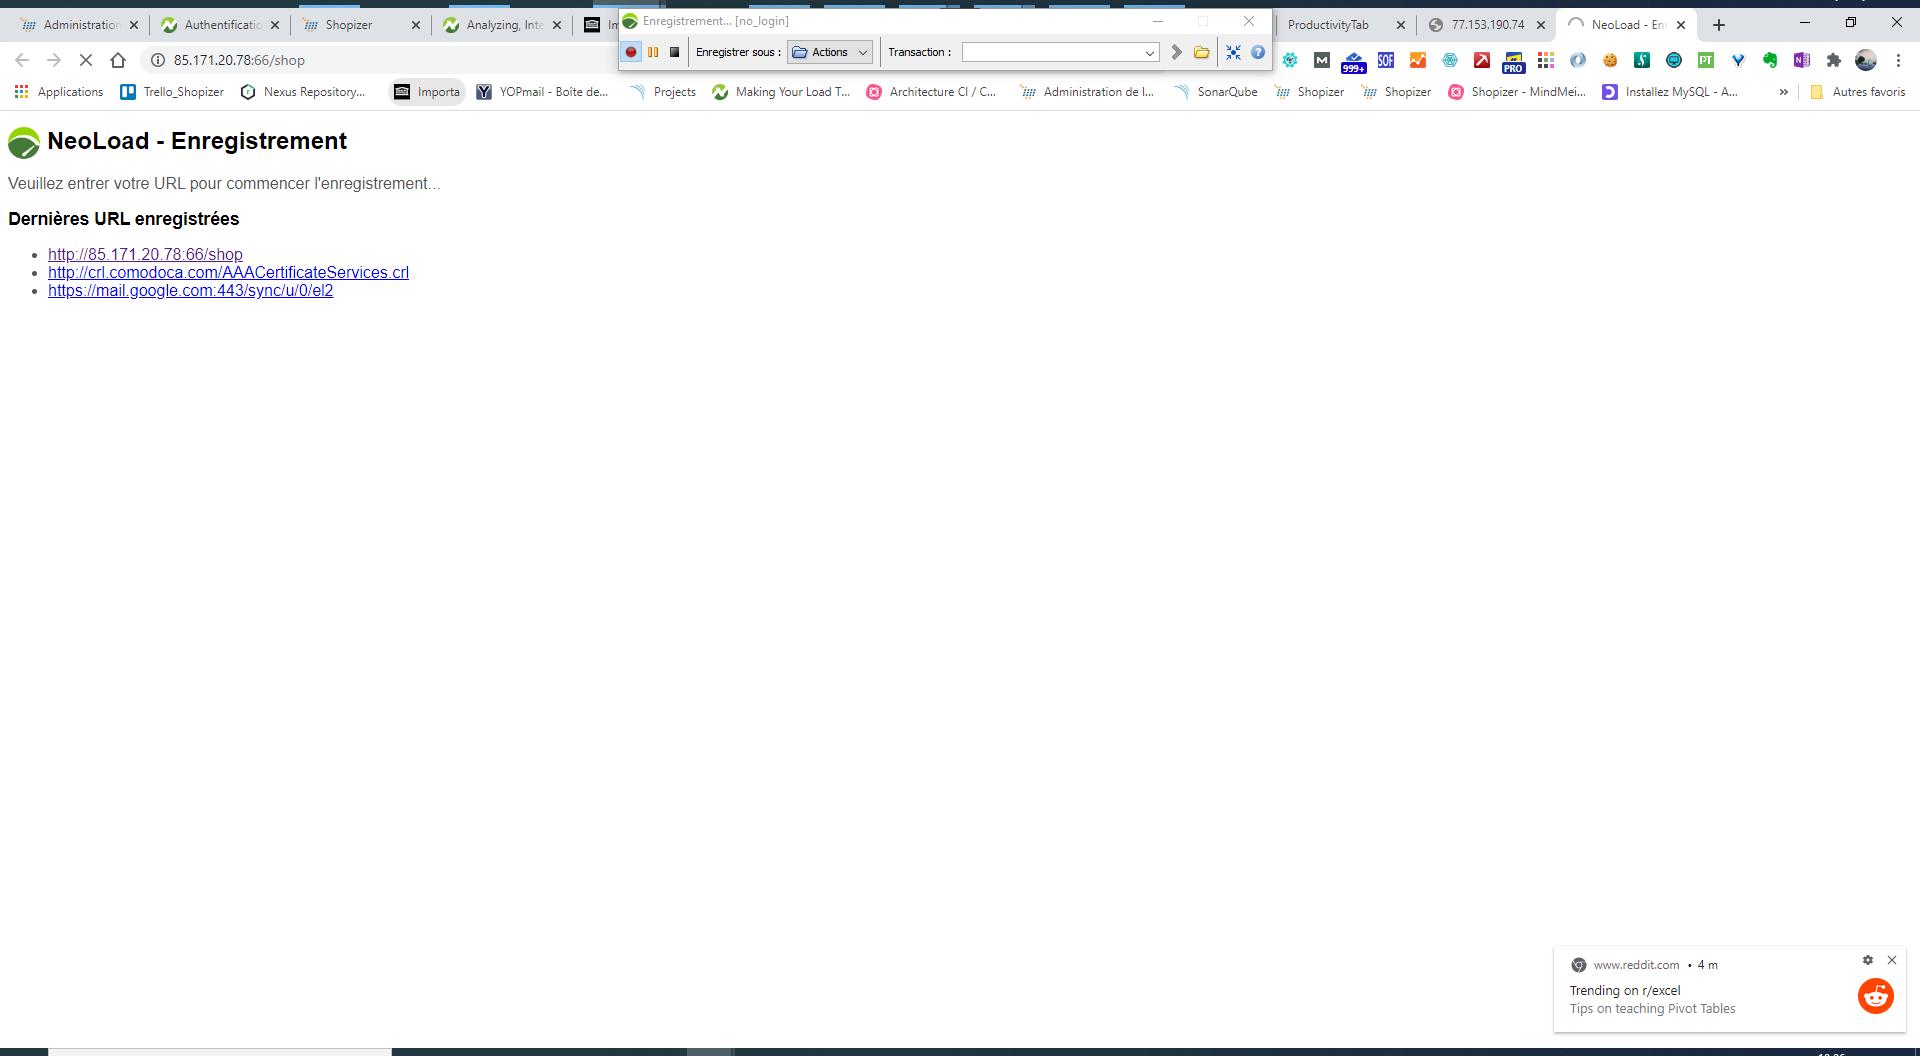 Administration
Authentificatio
Shopizer
Analyzing, Inte
Im
Enregistrement... [no_login]
ProductivityTab
77.153.190.74
NeoLoad - En
85.171.20.78:66/shop
Enregistrer sous :
Actions
Transaction :
999+
SOF
PRO
PT
Applications
Trello_Shopizer
Nexus Repository...
Importa
YOPmail - Boîte de...
Projects
Making Your Load T...
Architecture CI / C...
Administration de l...
SonarQube
Shopizer
Shopizer
Shopizer - MindMei...
Installez MySQL - A...
»
Autres favoris
NeoLoad - Enregistrement
Veuillez entrer votre URL pour commencer l'enregistrement...
Dernières URL enregistrées
http://85.171.20.78:66/shop
http://crl.comodoca.com/AAACertificateServices.crl
https://mail.google.com:443/sync/u/0/el2
www.reddit.com • 4 m
Trending on r/excel
Tips on teaching Pivot Tables